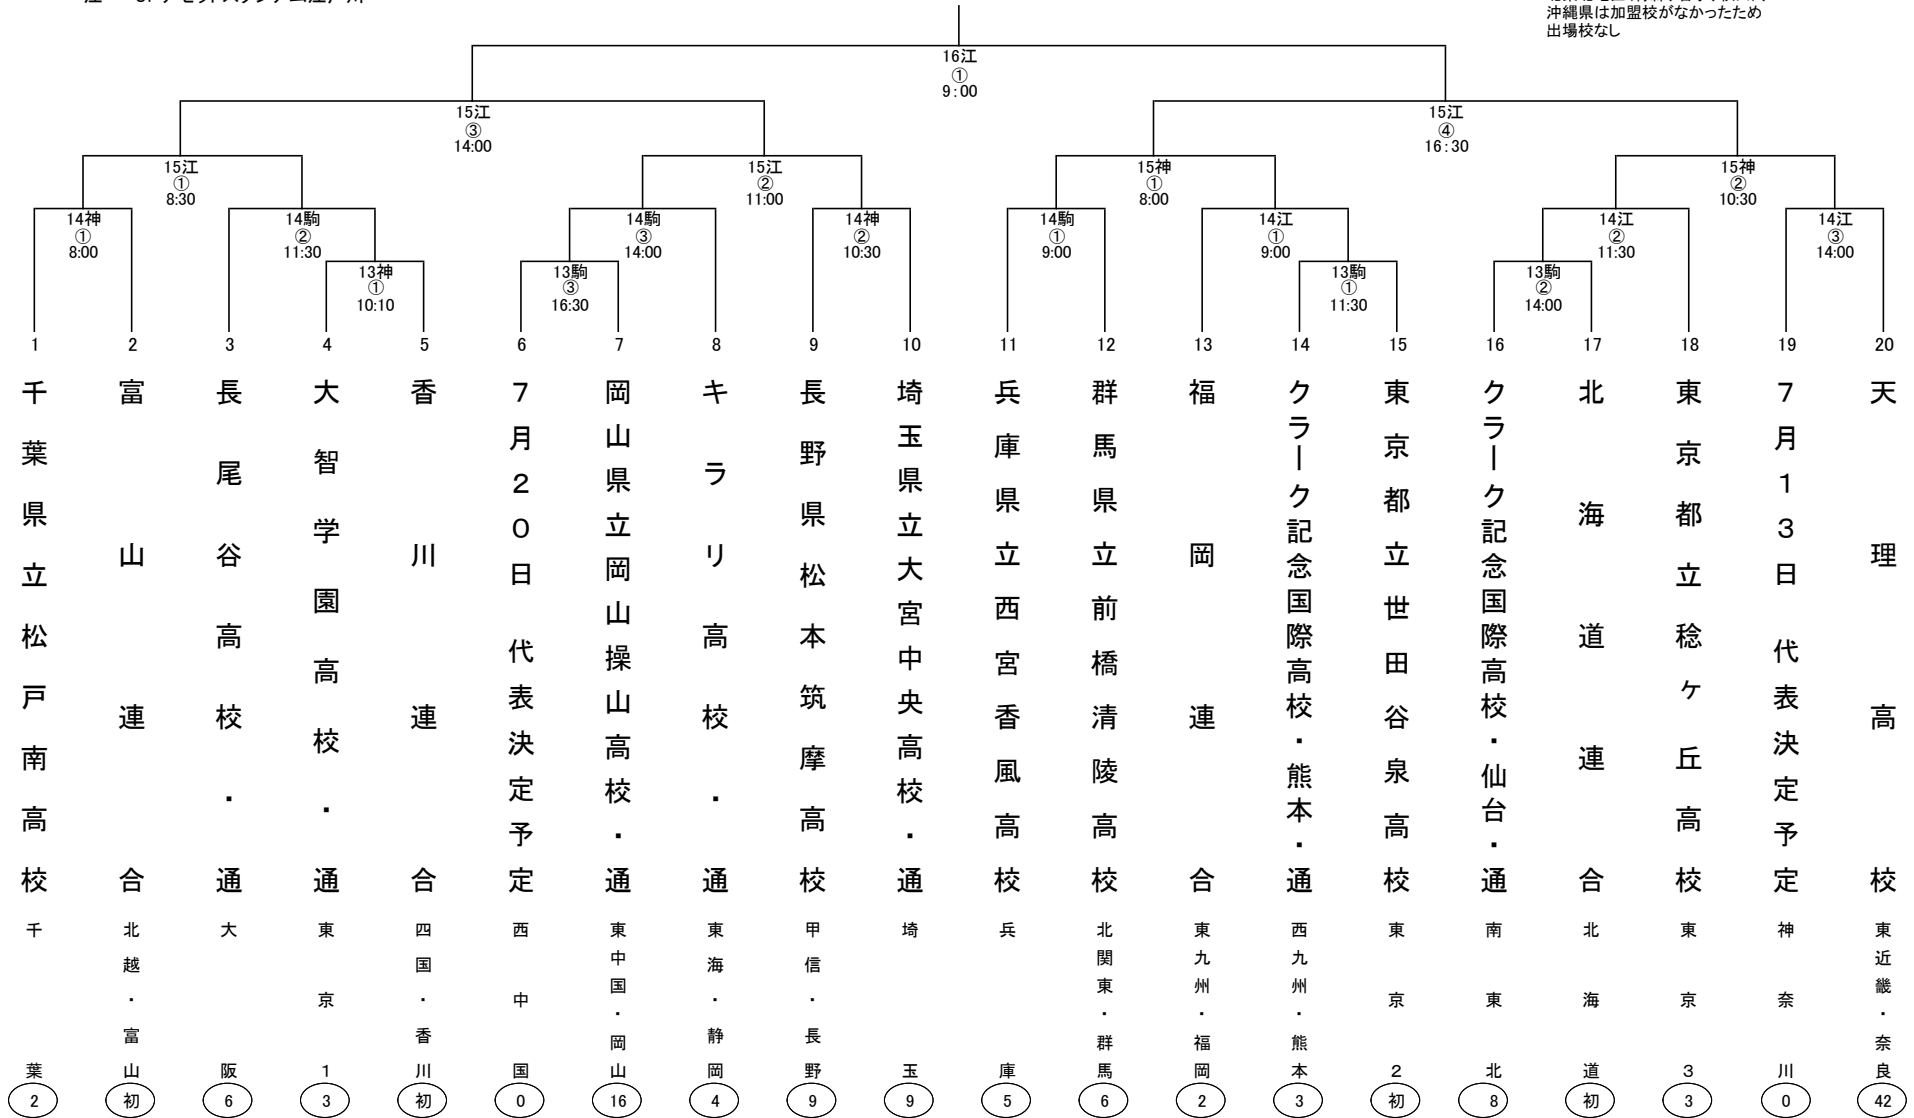 沖縄県は加盟校がなかったため
出場校なし
16江
①
9:00
15江
③
14:00
15江
④
16:30
15江
①
8:30
15江
②
11:00
15神
①
8:00
15神
②
10:30
14神
①
8:00
14駒
②
11:30
14駒
③
14:00
14神
②
10:30
14駒
①
9:00
14江
①
9:00
14江
②
11:30
14江
③
14:00
13神
①
10:10
13駒
③
16:30
13駒
①
11:30
13駒
②
14:00
1
千葉県立松戸南高校
千葉
2
2
富山連合
北越・富山
初
3
長尾谷高校・通
大阪
6
4
大智学園高校・通
東京1
3
5
香川連合
四国・香川
初
6
7月20日 代表決定予定
西中国
0
7
岡山県立岡山操山高校・通
東中国・岡山
16
8
キラリ高校・通
東海・静岡
4
9
長野県松本筑摩高校
甲信・長野
9
10
埼玉県立大宮中央高校・通
埼玉
9
11
兵庫県立西宮香風高校
兵庫
5
12
群馬県立前橋清陵高校
北関東・群馬
6
13
福岡連合
東九州・福岡
2
14
クラーク記念国際高校・熊本・通
西九州・熊本
3
15
東京都立世田谷泉高校
東京2
初
16
クラーク記念国際高校・仙台・通
南東北
8
17
北海道連合
北海道
初
18
東京都立稔ヶ丘高校
東京3
3
19
7月13日 代表決定予定
神奈川
0
20
天理高校
東近畿・奈良
42